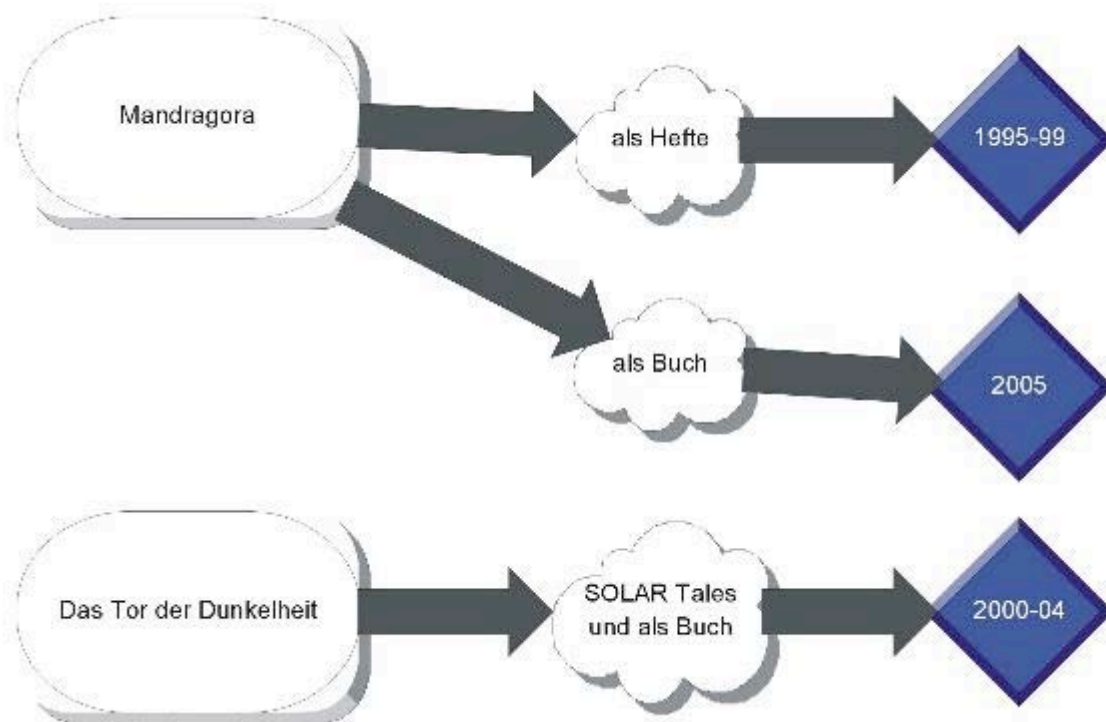 Mandragora
als Hefte
1995-99
als Buch
2005
Das Tor der Dunkelheit
SOLAR Tales
und als Buch
2000-04